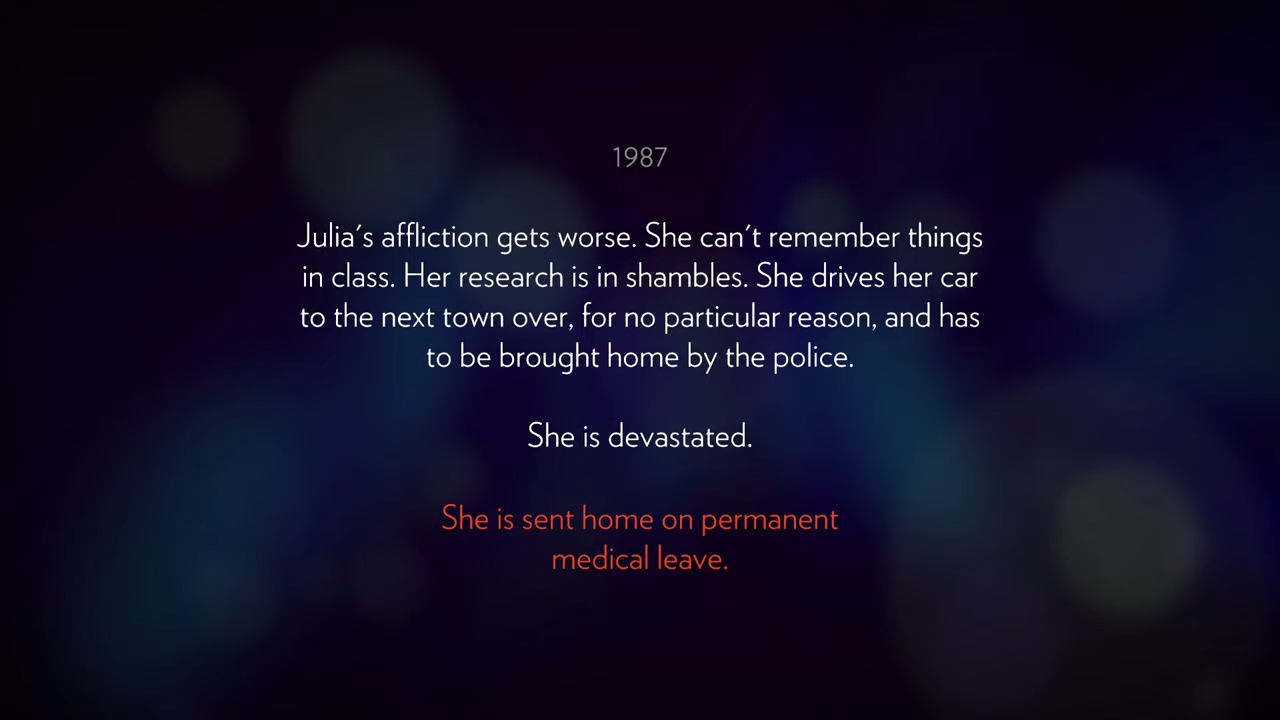 1987
Julia's affliction gets worse. She can't remember things
in class. Her research is in shambles. She drives her car
to the next town over, for no particular reason, and has
to be brought home by the police.
She is devastated.
She is sent home on permanent
medical leave.